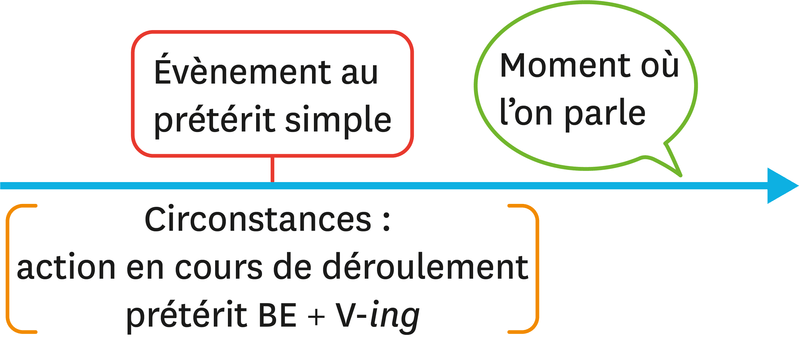 Évènement au
prétérit simple
Moment où
l’on parle
Circonstances :
action en cours de déroulement
prétérit BE + V-ing